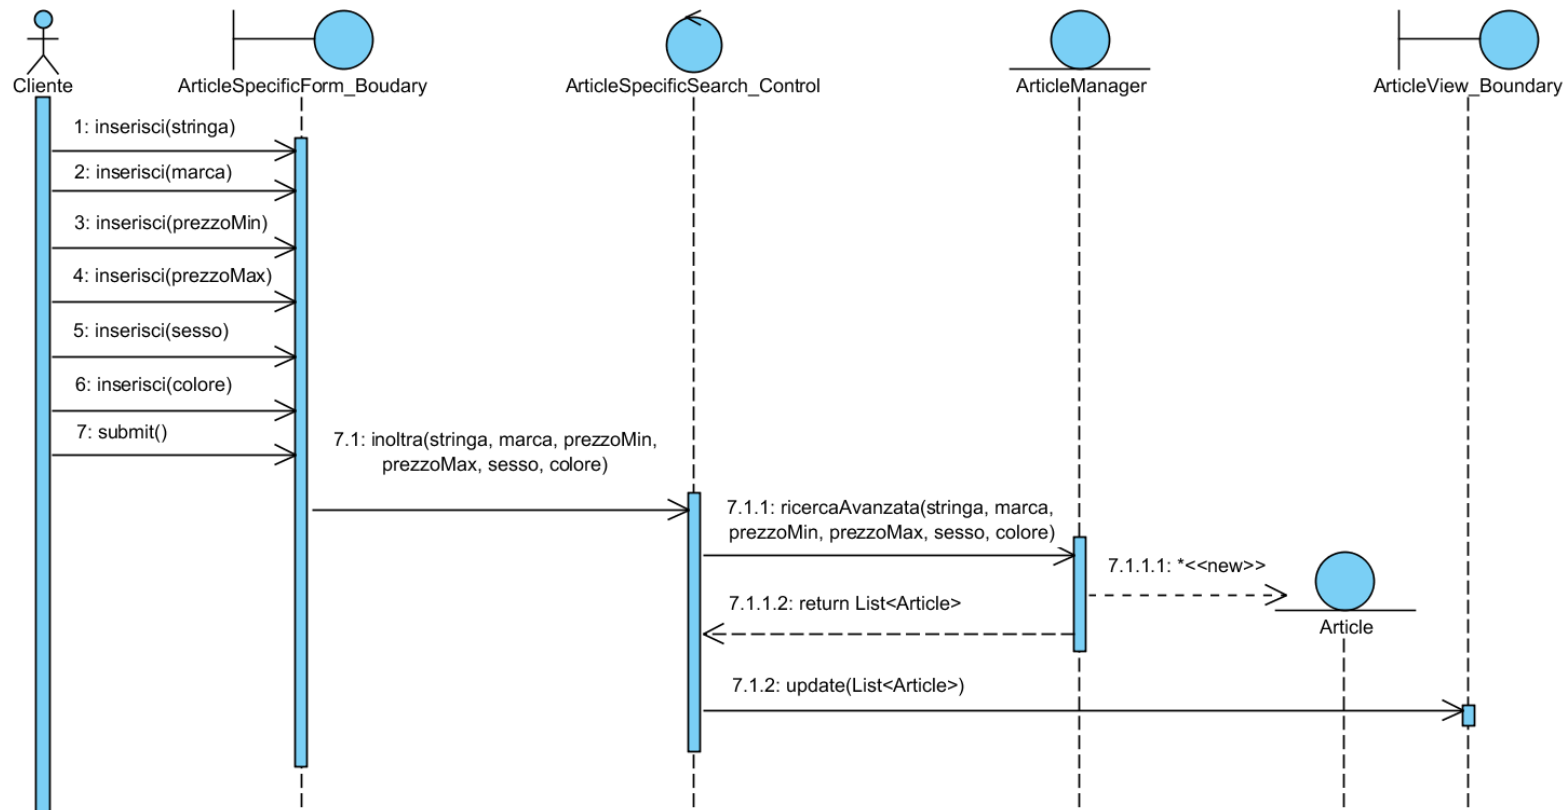 Cliente
ArticleSpecificForm_Boudary
ArticleSpecificSearch_Control
ArticleManager
ArticleView_Boundary
1: inserisci(stringa)
2: inserisci(marca)
3: inserisci(prezzoMin)
4: inserisci(prezzoMax)
5: inserisci(sesso)
6: inserisci(colore)
7: submit()
7.1: inoltra(stringa, marca, prezzoMin,
prezzoMax, sesso, colore)
7.1.1: ricercaAvanzata(stringa, marca,
prezzoMin, prezzoMax, sesso, colore)
7.1.1.1: *<<new>>
Article
7.1.1.2: return List<Article>
7.1.2: update(List<Article>)